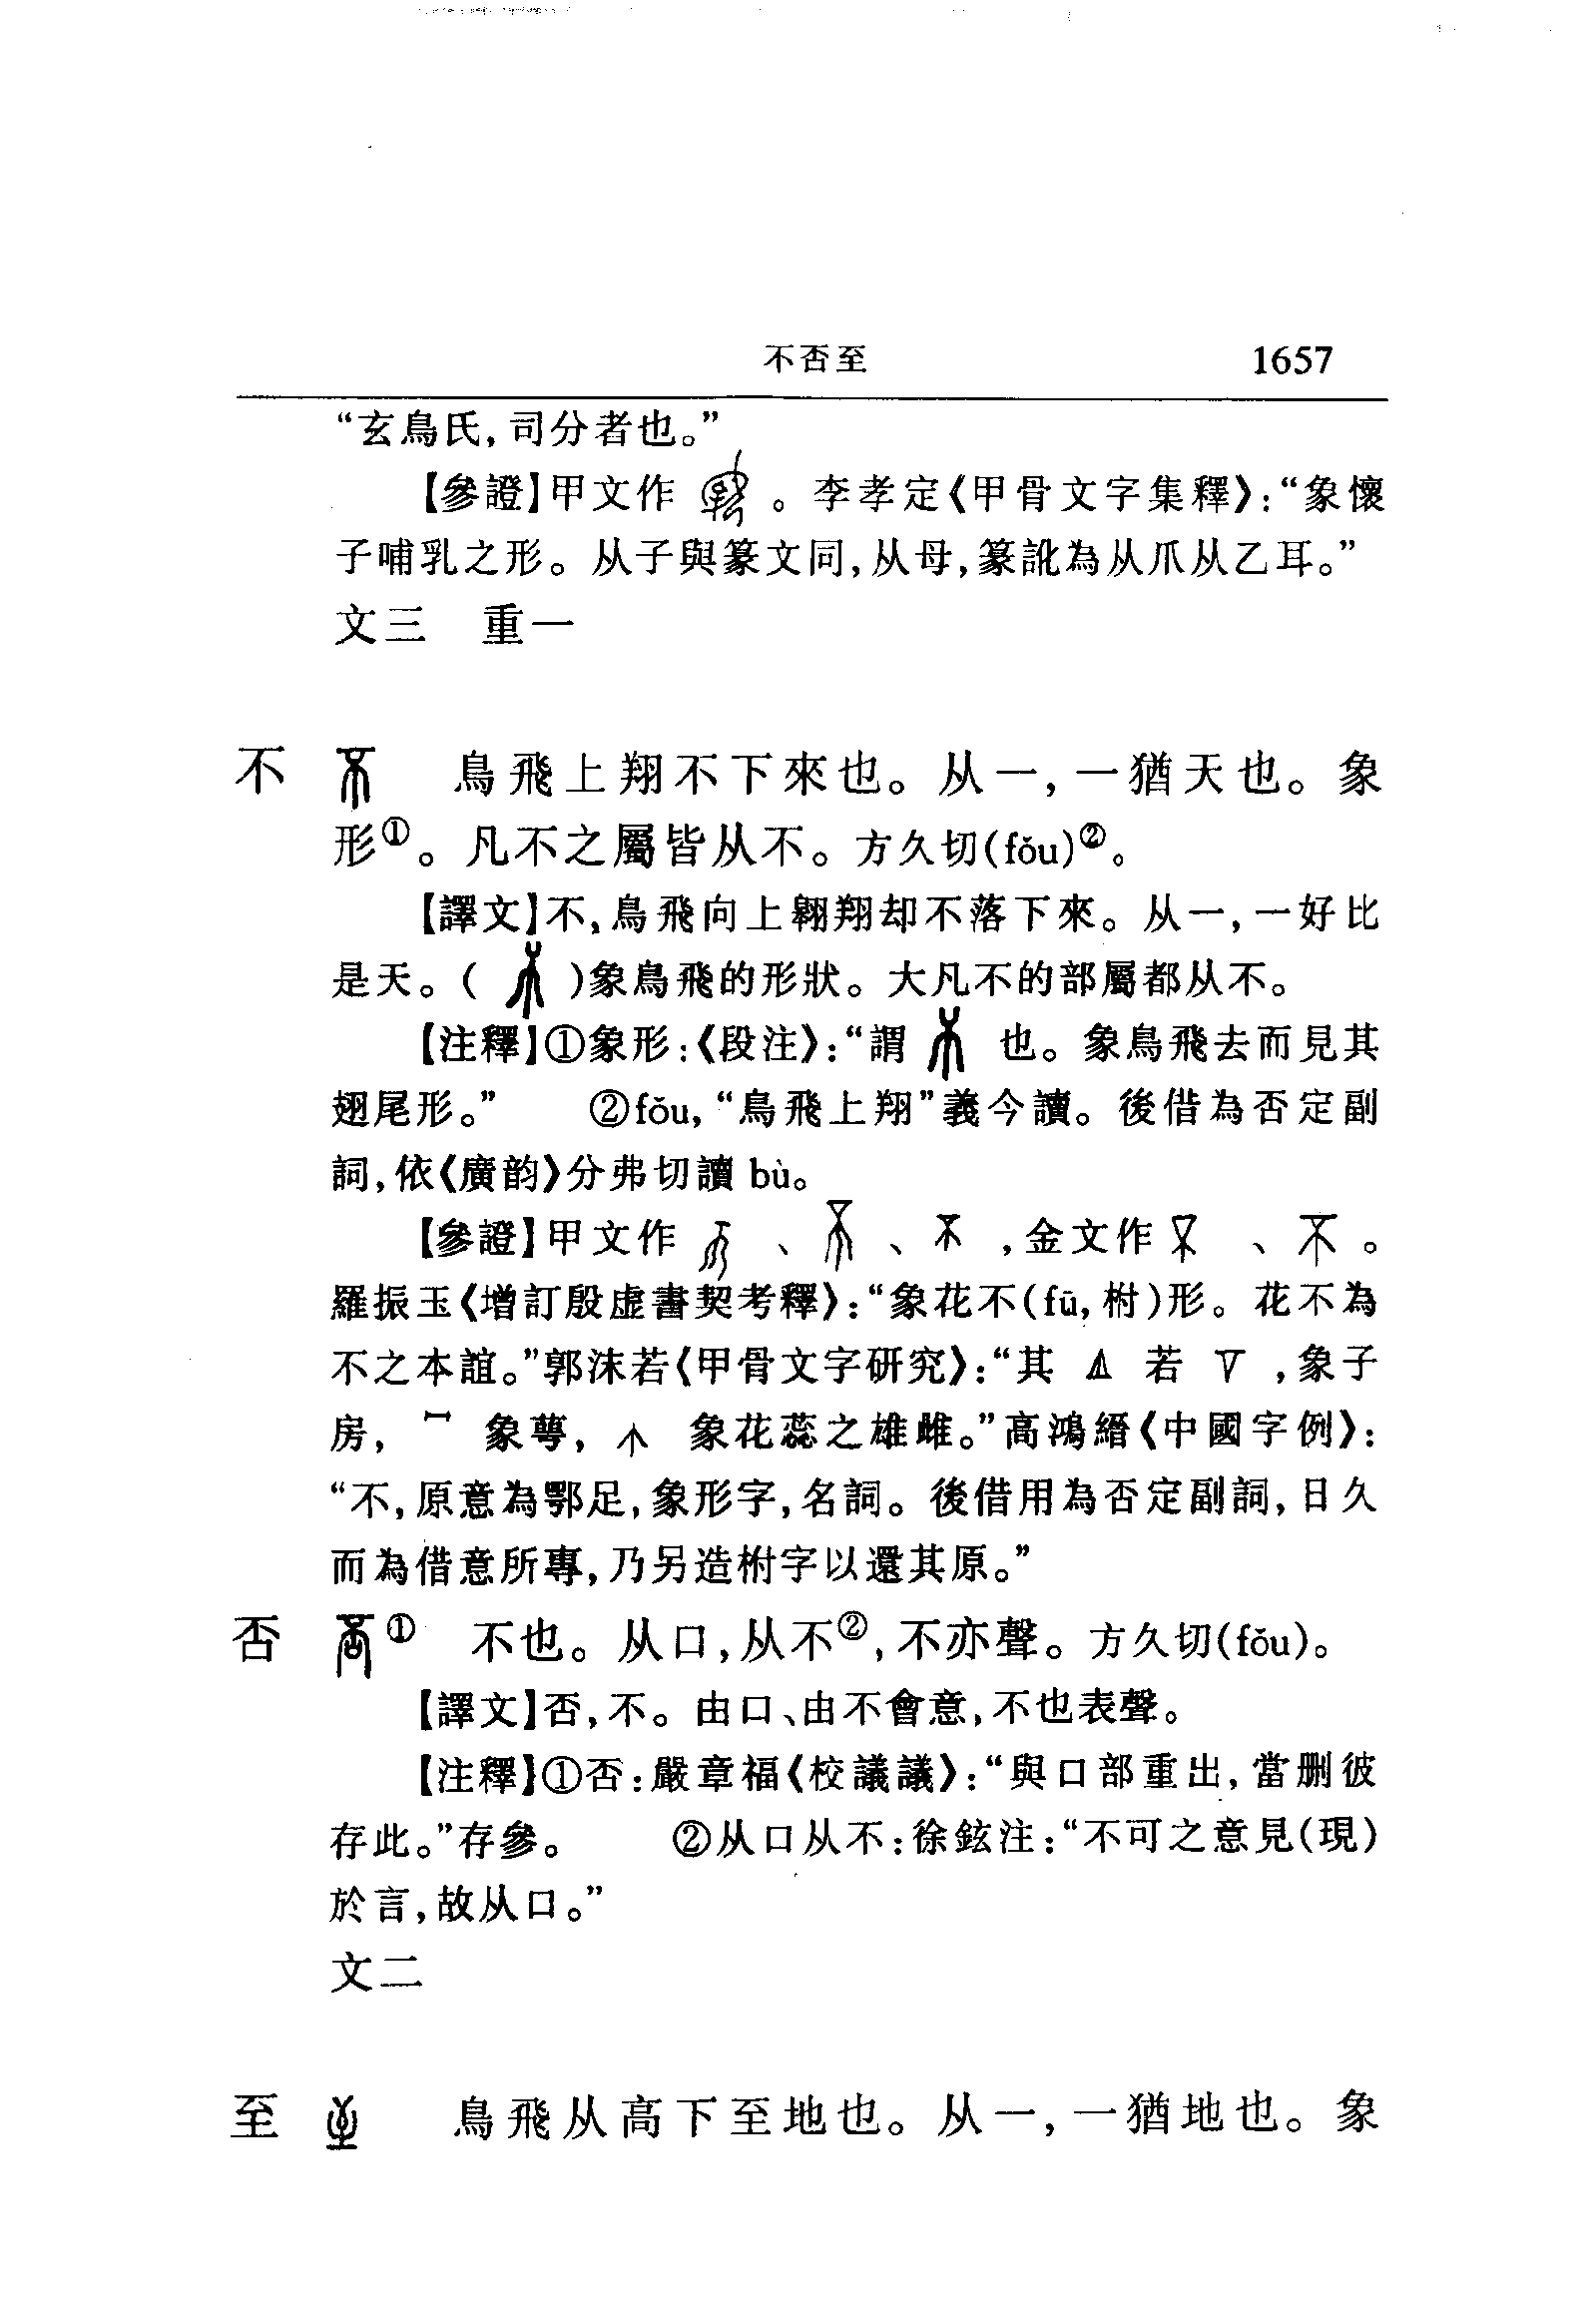 不否至 1657
“玄鳥氏,司分者也。”
【參證】甲文作 。李孝定《甲骨文字集釋》:“象懷
子哺乳之形。从子與篆文同,从母,篆訛為从爪从乙耳。”
文三 重一
不 鳥飛上翔不下來也。从一,一猶天也。象
形①。凡不之屬皆从不。方久切(fǒu)②。
【譯文】不,鳥飛向上翱翔却不落下來。从一,一好比
是天。( )象鳥飛的形狀。大凡不的部屬都从不。
【注釋】①象形:《段注》:“謂 也。象鳥飛去而見其
翅尾形。” ②fǒu,“鳥飛上翔”義今讀。後借為否定副
詞,依《廣韵》分弗切讀 bù。
【參證】甲文作 、 、 ,金文作 、 。
羅振玉《增訂殷虛書契考釋》:“象花不(fū,柎)形。花不為
不之本誼。”郭沫若《甲骨文字研究》:“其 若 ,象子
房, 象萼, 象花蕊之雄雌。”高鴻縉《中國字例》:
“不,原意為鄂足,象形字,名詞。後借用為否定副詞,日久
而為借意所專,乃另造柎字以還其原。”
否 ① 不也。从口,从不②,不亦聲。方久切(fǒu)。
【譯文】否,不。由口、由不會意,不也表聲。
【注釋】①否:嚴章福《校議議》:“與口部重出,當删彼
存此。”存參。 ②从口从不:徐鉉注:“不可之意見(現)
於言,故从口。”
文二
至 鳥飛从高下至地也。从一,一猶地也。象